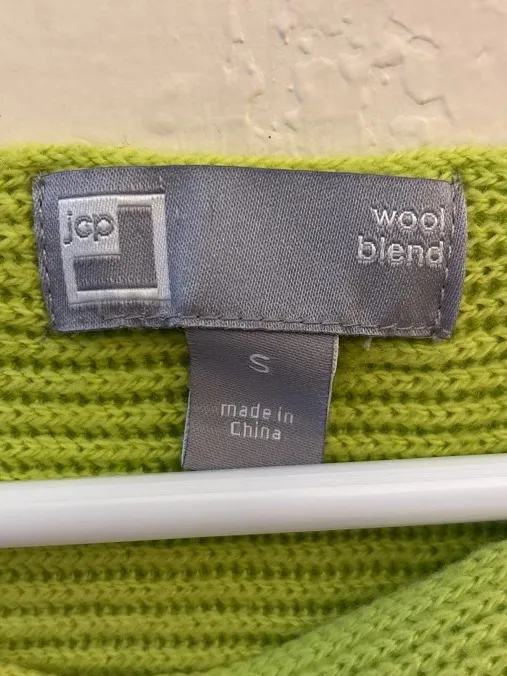 jcp
wool
blend
S
made in
China